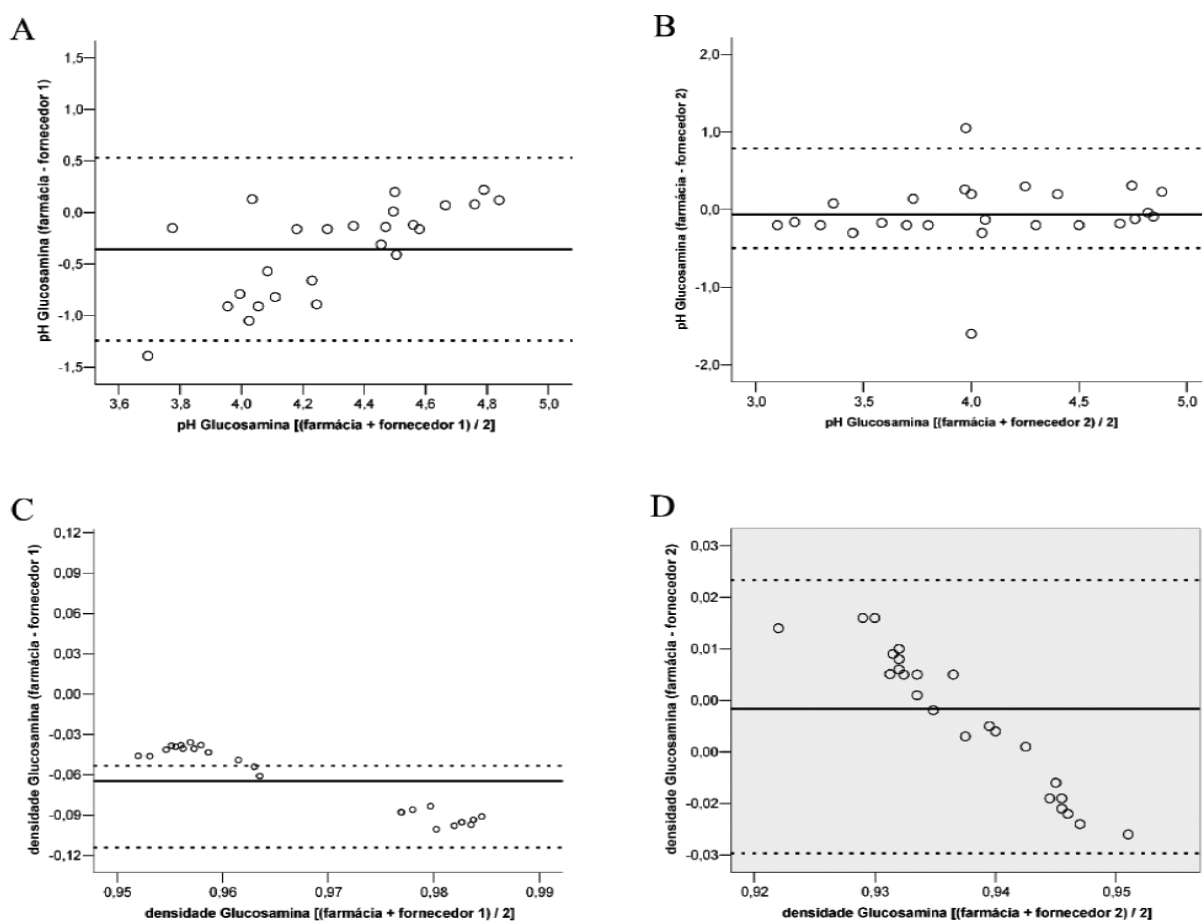 A
pH Glucosamina (farmácia - fornecedor 1)
1,5
1,0
0,5
0,0
-0,5
-1,0
-1,5
3,6 3,8 4,0 4,2 4,4 4,6 4,8 5,0
pH Glucosamina [(farmácia + fornecedor 1) / 2]
B
pH Glucosamina (farmácia - fornecedor 2)
2,0
1,0
0,0
-1,0
-2,0
3,0 3,5 4,0 4,5 5,0
pH Glucosamina [(farmácia + fornecedor 2) / 2]
C
densidade Glucosamina (farmácia - fornecedor 1)
0,12
0,09
0,06
0,03
0,00
-0,03
-0,06
-0,09
-0,12
0,95 0,96 0,97 0,98 0,99
densidade Glucosamina [(farmácia + fornecedor 1) / 2]
D
densidade Glucosamina (farmácia - fornecedor 2)
0,03
0,02
0,01
0,00
0,00
-0,02
-0,03
0,92 0,93 0,94 0,95
densidade Glucosamina [(farmácia + fornecedor 2) / 2]